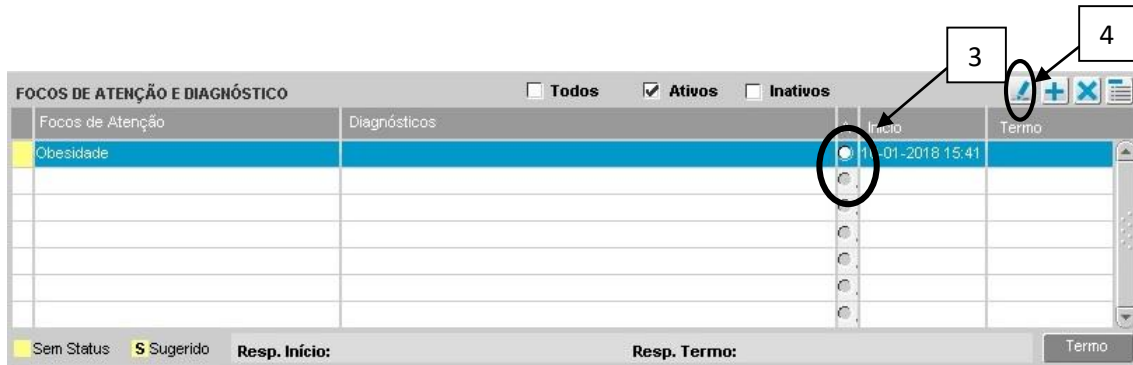 4
3
FOCOS DE ATENÇÃO E DIAGNÓSTICO Todos Ativos Inativos
Focos de Atenção Diagnósticos A Início Termo
Obesidade -01-2018 15:41
Sem Status S Sugerido Resp. Início: Resp. Termo: Termo